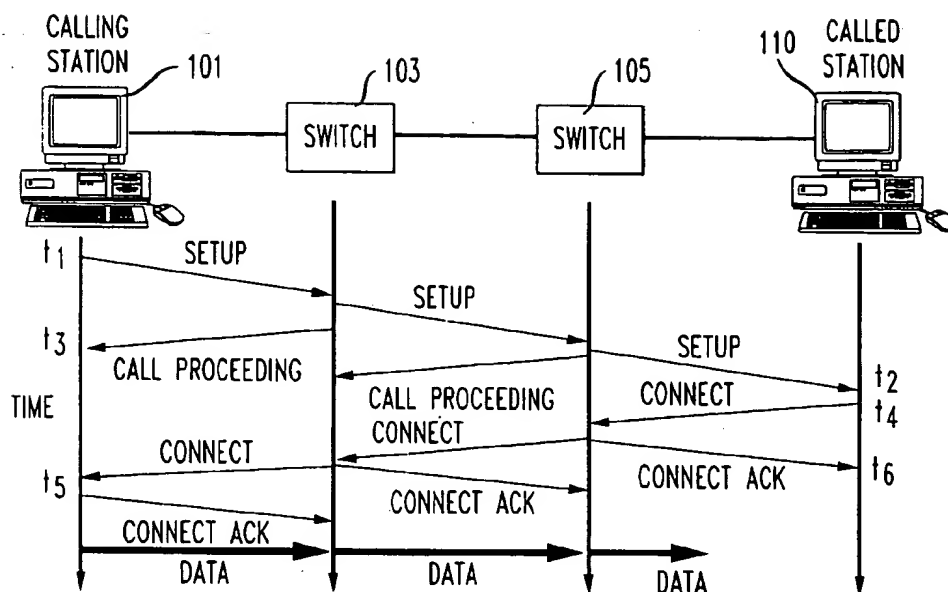 CALLING
STATION
101
103
105
110
CALLED
STATION
SWITCH
SWITCH
t1
SETUP
SETUP
t3
SETUP
CALL PROCEEDING
t2
TIME
CALL PROCEEDING
CONNECT
t4
CONNECT
CONNECT
t5
CONNECT ACK
CONNECT ACK
t6
CONNECT ACK
DATA
DATA
DATA